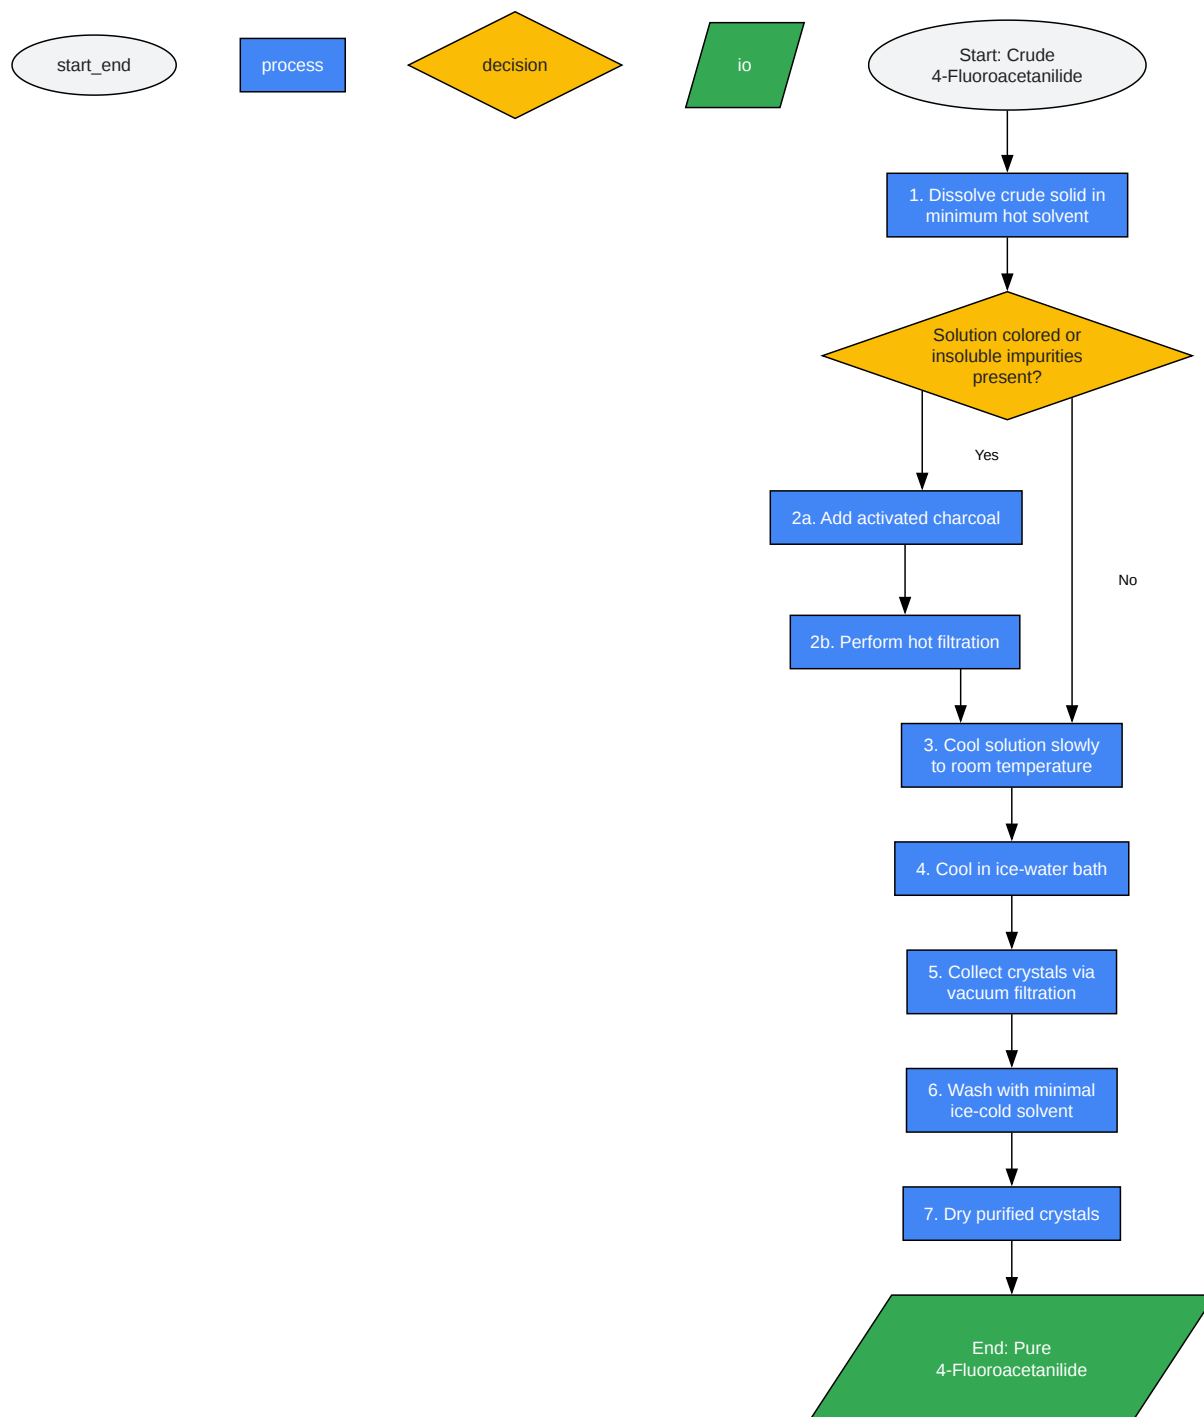 start_end
process
decision
io
Start: Crude
4-Fluoroacetanilide
1. Dissolve crude solid in
minimum hot solvent
Solution colored or
insoluble impurities
present?
Yes
2a. Add activated charcoal
No
2b. Perform hot filtration
3. Cool solution slowly
to room temperature
4. Cool in ice-water bath
5. Collect crystals via
vacuum filtration
6. Wash with minimal
ice-cold solvent
7. Dry purified crystals
End: Pure
4-Fluoroacetanilide